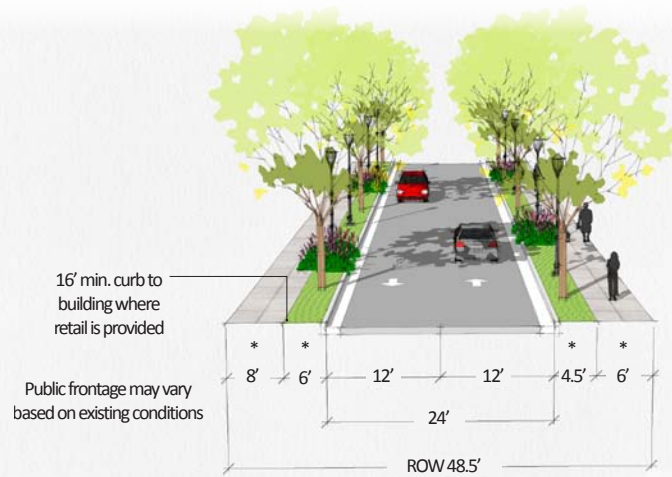 16’ min. curb to
building where
retail is provided
* * * *
8’ 6’ 12’ 12’ 4.5’ 6’
Public frontage may vary
based on existing conditions
24’
ROW 48.5’